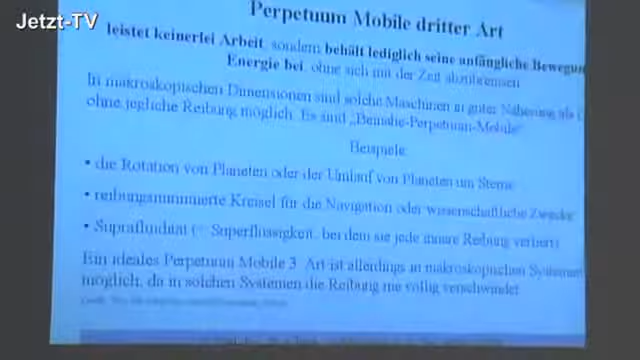 Jetzt-TV
Perpetuum Mobile dritter Art
leistet keinerlei Arbeit, sondern behält lediglich seine anfängliche Bewegun
Energie bei, ohne sich mit der Zeit abzubremsen
In makroskopischen Dimensionen sind solche Maschinen in guter Näherung als
ohne jegliche Reibung möglich. Es sind „Beinahe-Perpetuum-Mobile“
Beispiele:
• die Rotation von Planeten oder der Umlauf von Planeten um Sterne
• reibungsminimierte Kreisel für die Navigation oder wissenschaftliche Zwecke
• Suprafluidität (= Superflüssigkeit, bei dem sie jede innere Reibung verliert)
Ein ideales Perpetuum Mobile 3. Art ist allerdings in makroskopischen Systemen
möglich, da in solchen Systemen die Reibung nie völlig verschwindet